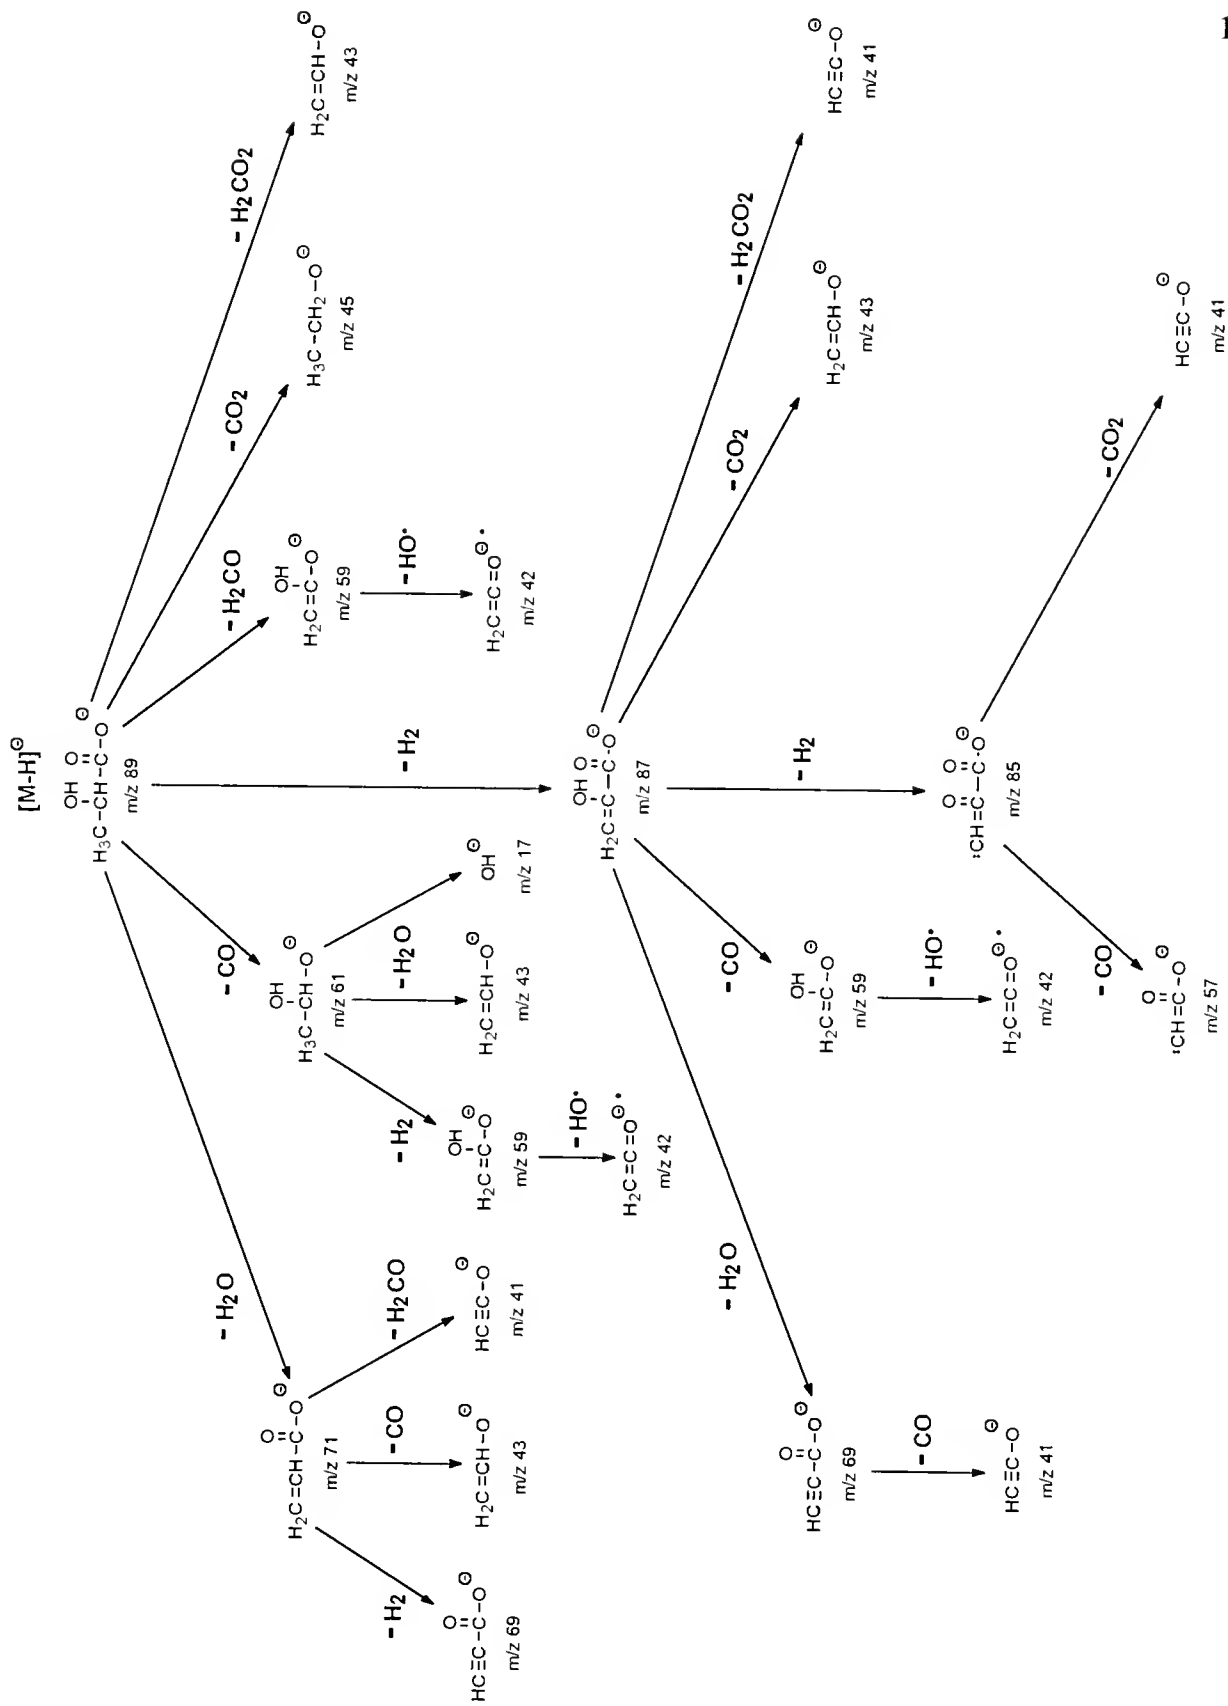 [M-H]⊖
OH O
H₃C-CH-C-O⊖
m/z 89
-H₂O
-CO
-H₂
-H₂CO
-CO₂
-H₂CO₂
O
H₂C=CH-C-O⊖
m/z 71
OH
H₃C-CH-O⊖
m/z 61
OH
H₂C=C-O⊖
m/z 59
H₃C-CH₂-O⊖
m/z 45
H₂C=CH-O⊖
m/z 43
-H₂
-CO
-H₂CO
-H₂
-H₂O
-HO•
O
HC≡C-C-O⊖
m/z 69
H₂C=CH-O⊖
m/z 43
HC≡C-O⊖
m/z 41
OH
H₂C=C-O⊖
m/z 59
H₂C=CH-O⊖
m/z 43
OH⊖
m/z 17
H₂C=C=O⊖•
m/z 42
-HO•
H₂C=C=O⊖•
m/z 42
OH O
H₂C=C-C-O⊖
m/z 87
-H₂O
-CO
-H₂
-CO₂
-H₂CO₂
O
HC≡C-C-O⊖
m/z 69
OH
H₂C=C-O⊖
m/z 59
H₂C=CH-O⊖
m/z 43
HC≡C-O⊖
m/z 41
-CO
-HO•
HC≡C-O⊖
m/z 41
H₂C=C=O⊖•
m/z 42
O O
:CH=C-C-O⊖
m/z 85
-CO
-CO₂
O
:CH=C-O⊖
m/z 57
HC≡C-O⊖
m/z 41